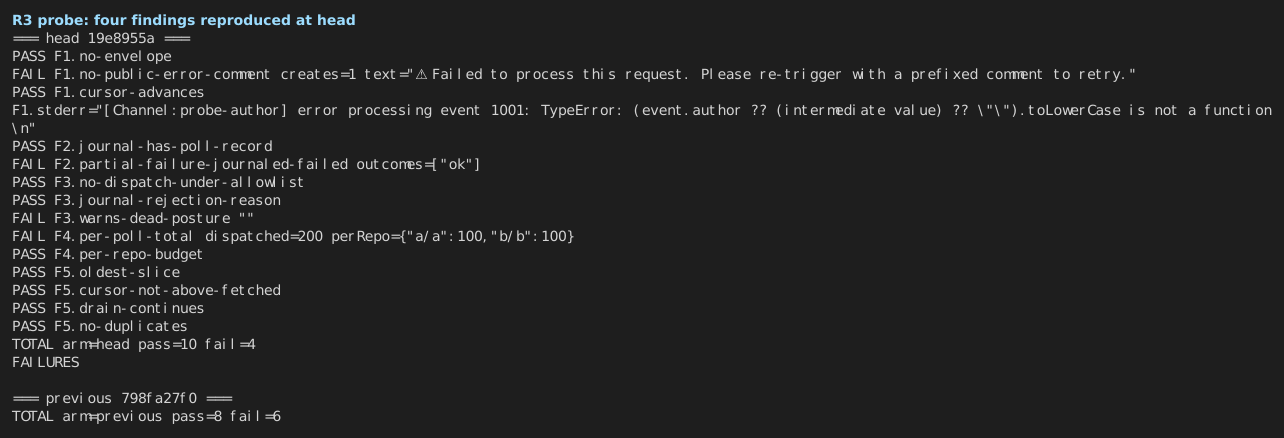 R3 probe: four findings reproduced at head
═══ head 19e8955a ═══
PASS F1.no-envelope
FAIL F1.no-public-error-comment creates=1 text="⚠ Failed to process this request. Please re-trigger with a prefixed comment to retry."
PASS F1.cursor-advances
F1.stderr="[Channel:probe-author] error processing event 1001: TypeError: (event.author ?? (intermediate value) ?? \"\").toLowerCase is not a function
\n"
PASS F2.journal-has-poll-record
FAIL F2.partial-failure-journaled-failed outcomes=["ok"]
PASS F3.no-dispatch-under-allowlist
PASS F3.journal-rejection-reason
FAIL F3.warns-dead-posture ""
FAIL F4.per-poll-total dispatched=200 perRepo={"a/a":100,"b/b":100}
PASS F4.per-repo-budget
PASS F5.oldest-slice
PASS F5.cursor-not-above-fetched
PASS F5.drain-continues
PASS F5.no-duplicates
TOTAL arm=head pass=10 fail=4
FAILURES
═══ previous 798fa27f0 ═══
TOTAL arm=previous pass=8 fail=6